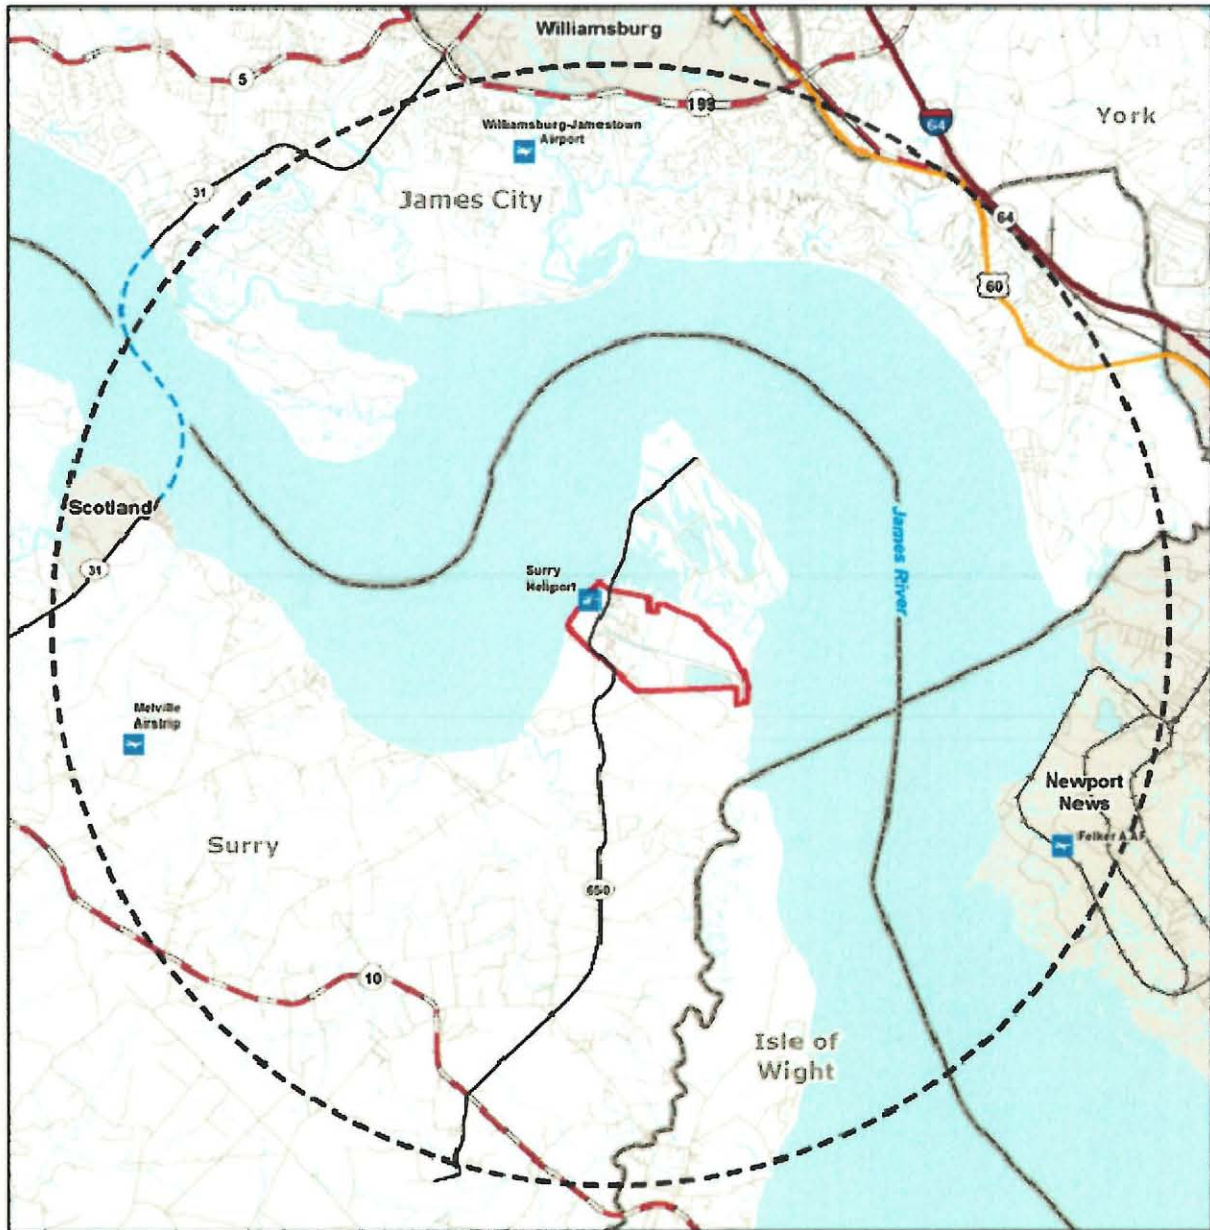 Williamsburg
5
199
64
York
Williamsburg-Jamestown
Airport
31
James City
64
60
Scotland
James River
31
Surry
Heliport
Melville
Airstrip
Newport
News
Felker AAF
Surry
650
10
Isle of
Wight